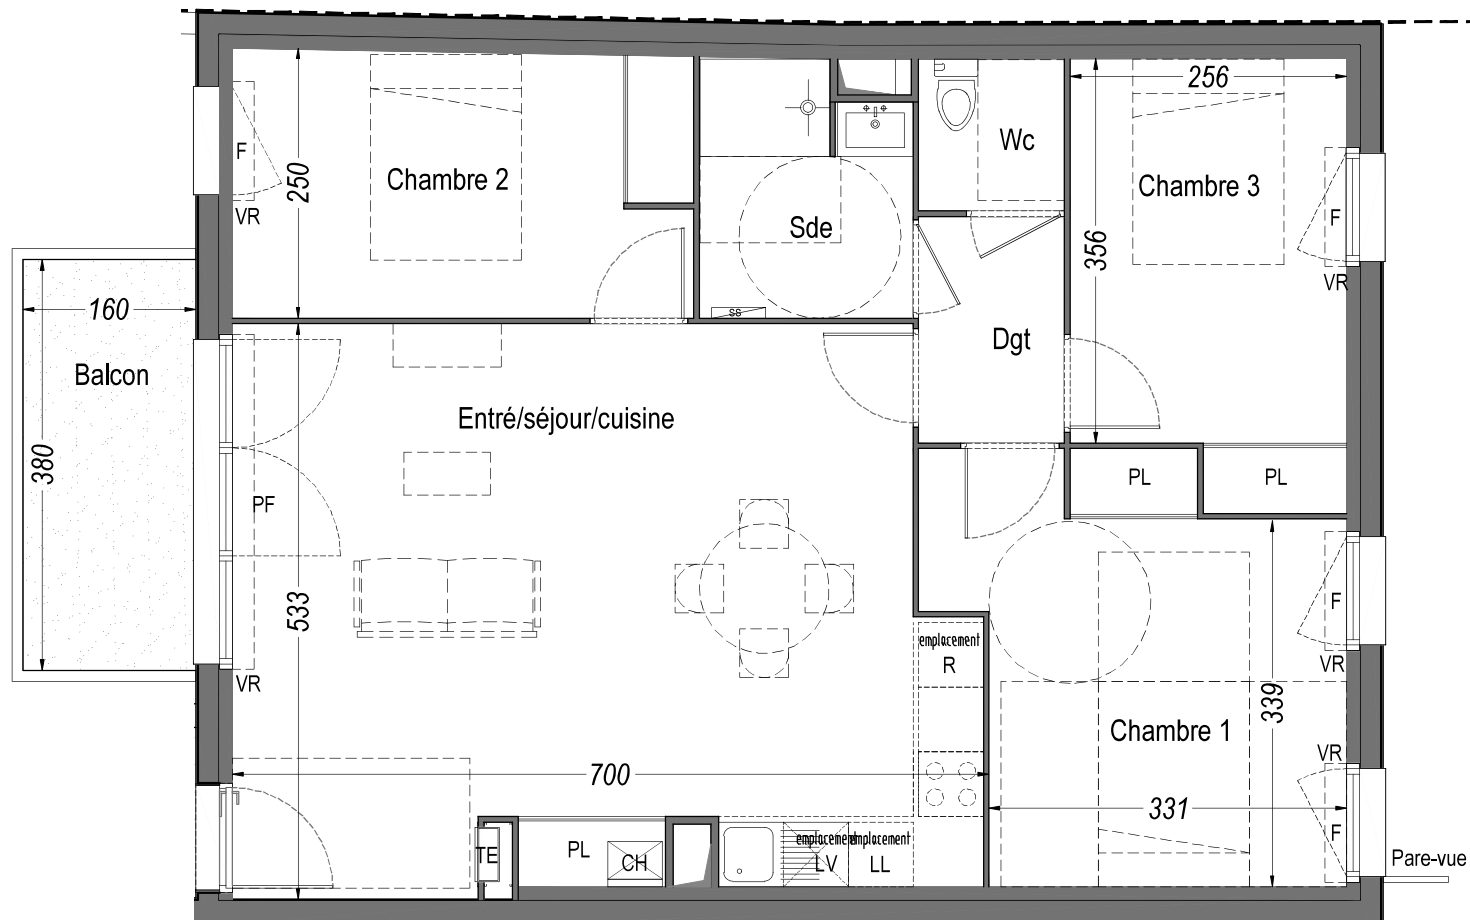 256
F
Chambre 2
250
Wc
Chambre 3
VR
F
Sde
356
VR
160
SS
Dgt
Balcon
Entré/séjour/cuisine
380
PL
PL
PF
533
F
emplacement
R
VR
VR
339
Chambre 1
VR
700
331
F
emplacement
emplacement
TE
PL
CH
LV
LL
Pare-vue